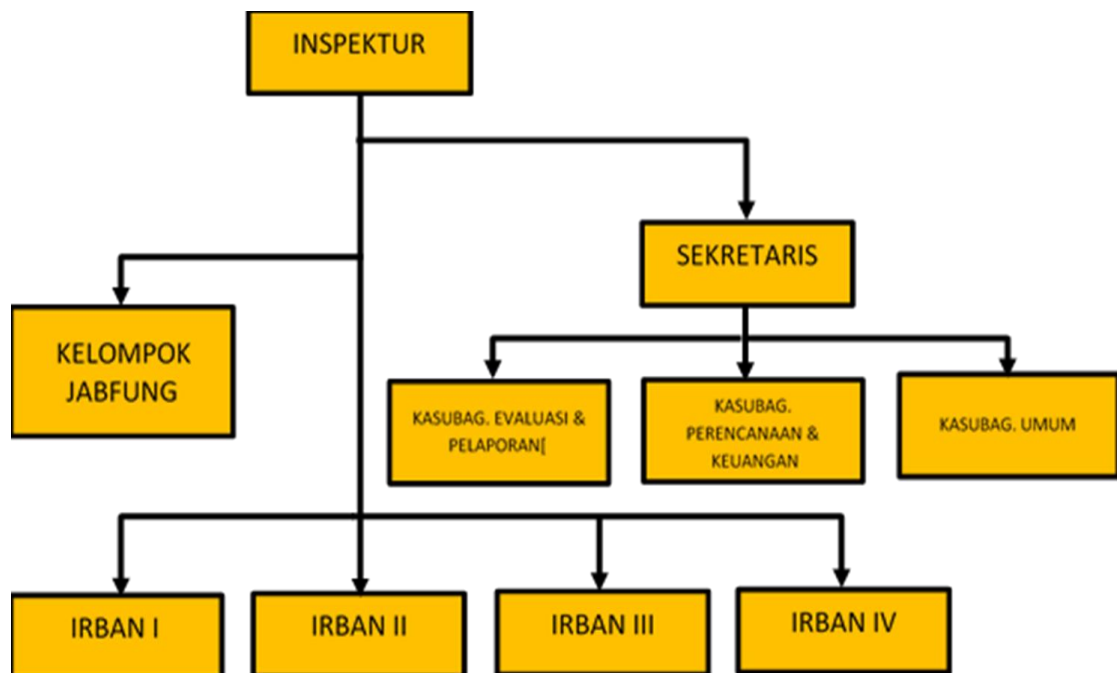 INSPEKTUR
SEKRETARIS
KELOMPOK
JABFUNG
KASUBAG. EVALUASI &
PELAPORAN[
KASUBAG.
PERENCANAAN &
KEUANGAN
KASUBAG. UMUM
IRBAN I
IRBAN II
IRBAN III
IRBAN IV